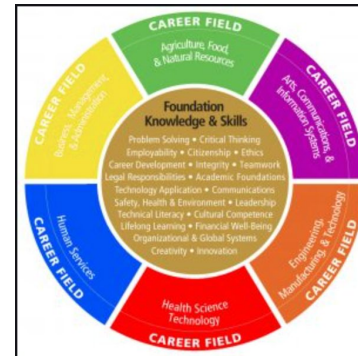 CAREER FIELD
Agriculture, Food,
& Natural Resources
CAREER FIELD
Arts, Communications, &
Information Systems
CAREER FIELD
Engineering,
Manufacturing, & Technology
CAREER FIELD
Health Science
Technology
CAREER FIELD
Human Services
CAREER FIELD
Business, Management,
& Administration
CAREER FIELD
Foundation
Knowledge & Skills
Problem Solving • Critical Thinking
Employability • Citizenship • Ethics
Career Development • Integrity • Teamwork
Legal Responsibilities • Academic Foundations
Technology Application • Communications
Safety, Health & Environment • Leadership
Technical Literacy • Cultural Competence
Lifelong Learning • Financial Well-Being
Organizational & Global Systems
Creativity • Innovation